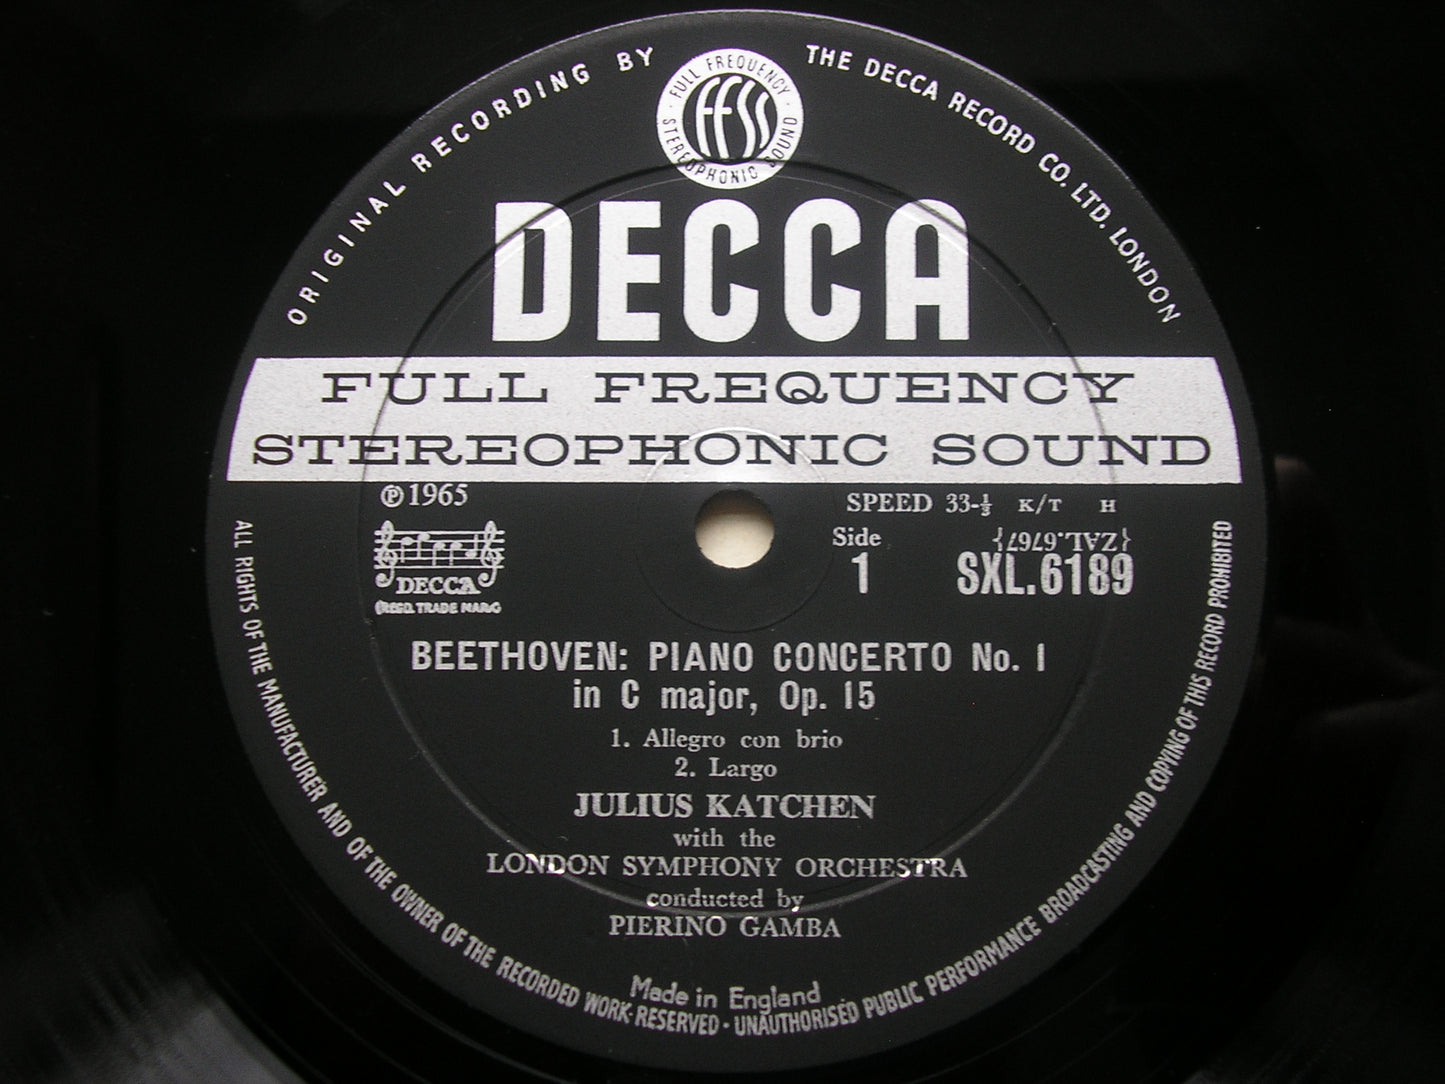 ORIGINAL RECORDING BY THE DECCA RECORD CO. LTD. LONDON
FULL FREQUENCY STEREOPHONIC SOUND
FFSS
DECCA
FULL FREQUENCY
STEREOPHONIC SOUND
℗1965
SPEED 33-⅓ K/T H
DECCA
(REGD. TRADE MARK)
Side
1
{ZAL.6767}
SXL.6189
BEETHOVEN: PIANO CONCERTO No. 1
in C major, Op. 15
1. Allegro con brio
2. Largo
JULIUS KATCHEN
with the
LONDON SYMPHONY ORCHESTRA
conducted by
PIERINO GAMBA
Made in England
ALL RIGHTS OF THE MANUFACTURER AND OF THE OWNER OF THE RECORDED WORK RESERVED · UNAUTHORISED PUBLIC PERFORMANCE BROADCASTING AND COPYING OF THIS RECORD PROHIBITED